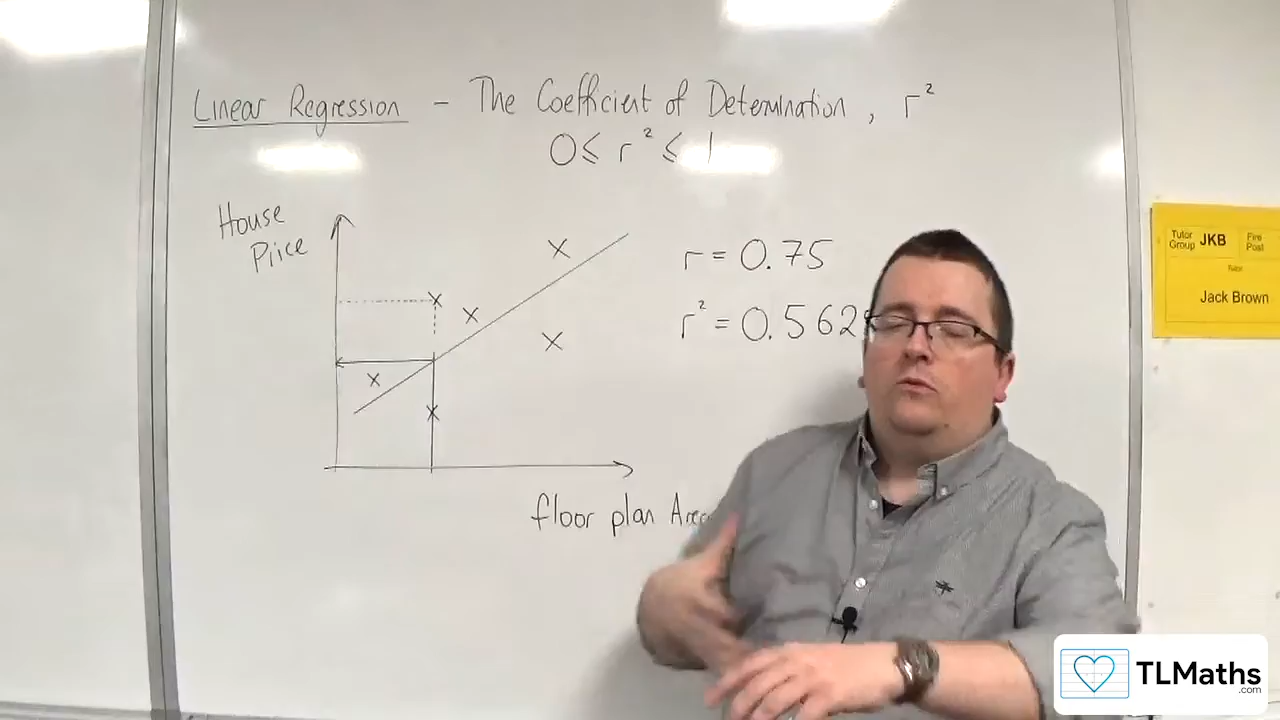 Linear Regression - The Coefficient of Determination, r²
0 ≤ r² ≤ 1
House
Price
r = 0.75
r² = 0.562
floor plan Area
Tutor
Group JKB
Fire
Post
Tutor
Jack Brown
TLMaths
.com